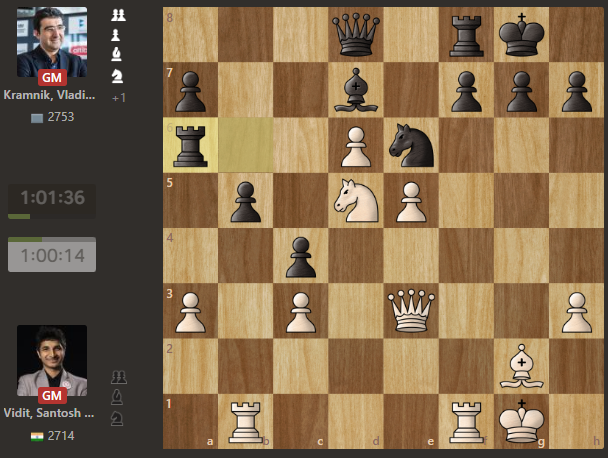 GM
Kramnik, Vladi...
+1
2753
1:01:36
1:00:14
GM
Vidit, Santosh ...
2714
8
7
6
5
4
3
2
1
a
b
c
d
e
f
g
h